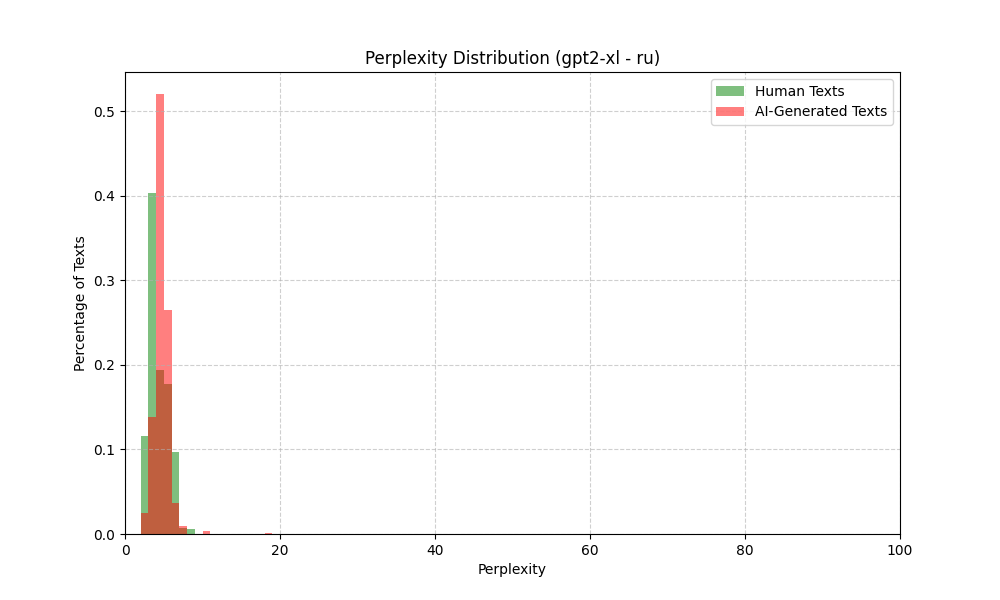 Perplexity Distribution (gpt2-xl - ru)
Human Texts
AI-Generated Texts
Percentage of Texts
0.5
0.4
0.3
0.2
0.1
0.0
0
20
40
60
80
100
Perplexity